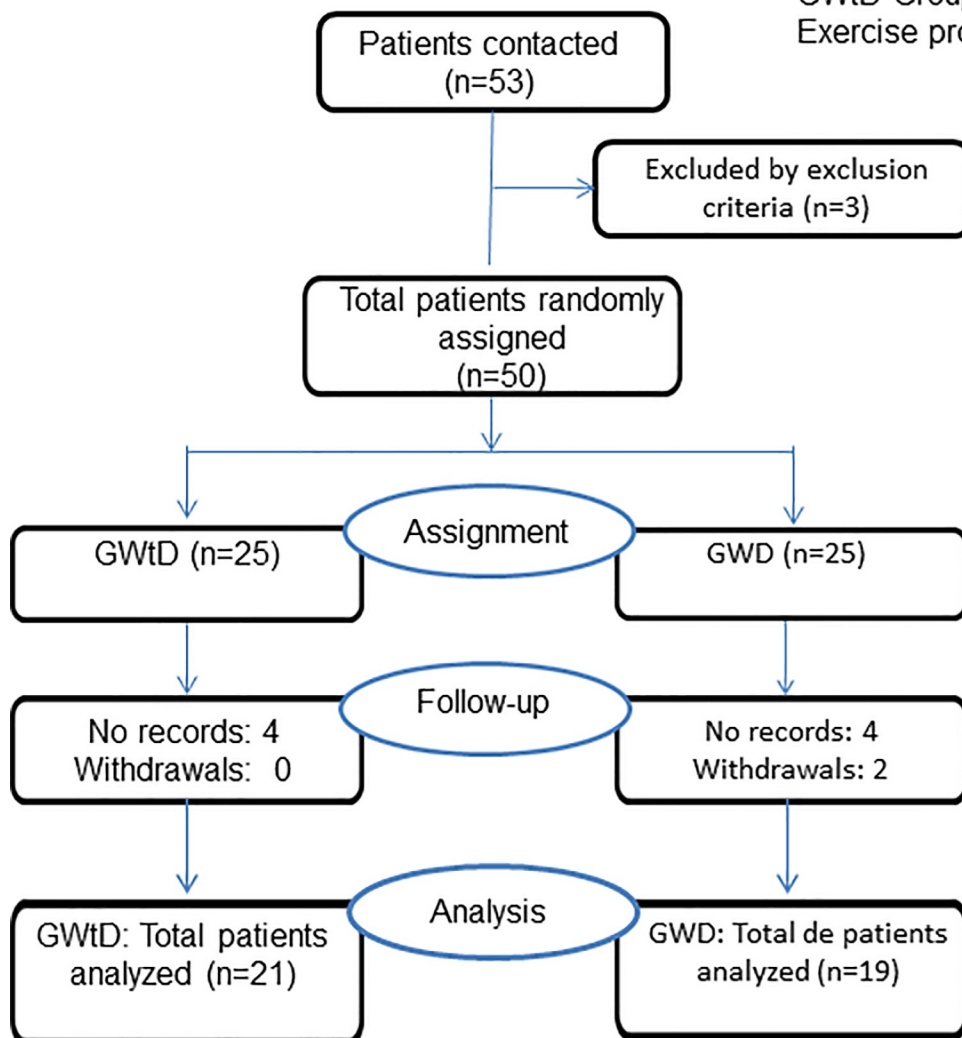 GWtD Group
Exercise pro
Patients contacted
(n=53)
Excluded by exclusion
criteria (n=3)
Total patients randomly
assigned
(n=50)
Assignment
GWtD (n=25)
GWD (n=25)
Follow-up
No records: 4
Withdrawals: 0
No records: 4
Withdrawals: 2
Analysis
GWtD: Total patients
analyzed (n=21)
GWD: Total de patients
analyzed (n=19)